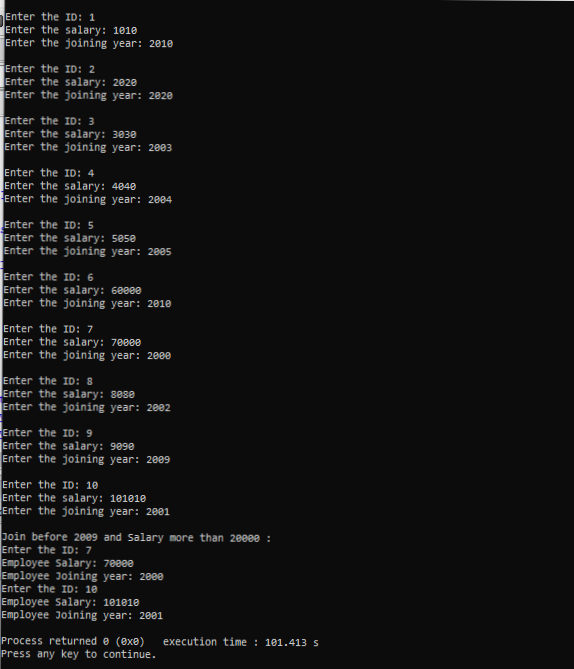 Enter the ID: 1
Enter the salary: 1010
Enter the joining year: 2010
Enter the ID: 2
Enter the salary: 2020
Enter the joining year: 2020
Enter the ID: 3
Enter the salary: 3030
Enter the joining year: 2003
Enter the ID: 4
Enter the salary: 4040
Enter the joining year: 2004
Enter the ID: 5
Enter the salary: 5050
Enter the joining year: 2005
Enter the ID: 6
Enter the salary: 60000
Enter the joining year: 2010
Enter the ID: 7
Enter the salary: 70000
Enter the joining year: 2000
Enter the ID: 8
Enter the salary: 8080
Enter the joining year: 2002
Enter the ID: 9
Enter the salary: 9090
Enter the joining year: 2009
Enter the ID: 10
Enter the salary: 101010
Enter the joining year: 2001
Join before 2009 and Salary more than 20000 :
Enter the ID: 7
Employee Salary: 70000
Employee Joining year: 2000
Enter the ID: 10
Employee Salary: 101010
Employee Joining year: 2001
Process returned 0 (0x0)   execution time : 101.413 s
Press any key to continue.